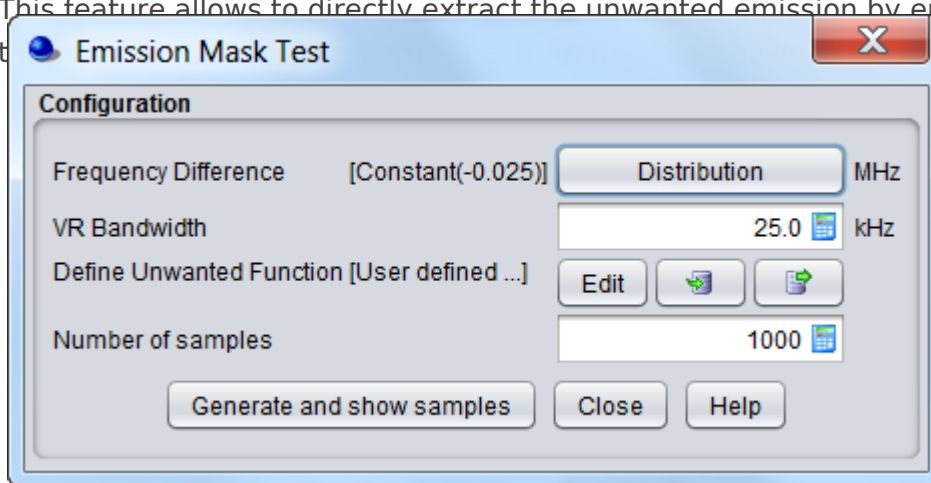 This feature allows to directly extract the unwanted emission by
t
Emission Mask Test
Configuration
Frequency Difference [Constant(-0.025)] Distribution MHz
VR Bandwidth 25.0 kHz
Define Unwanted Function [User defined ...] Edit
Number of samples 1000
Generate and show samples Close Help